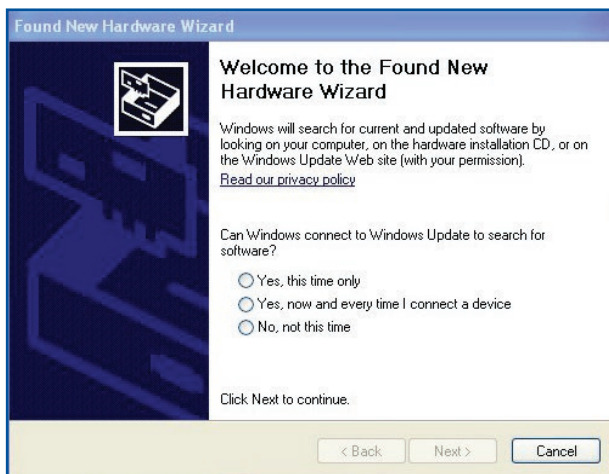 Found New Hardware Wizard
Welcome to the Found New
Hardware Wizard
Windows will search for current and updated software by
looking on your computer, on the hardware installation CD, or on
the Windows Update Web site (with your permission).
Read our privacy policy
Can Windows connect to Windows Update to search for
software?
Yes, this time only
Yes, now and every time I connect a device
No, not this time
Click Next to continue.
< Back Next > Cancel